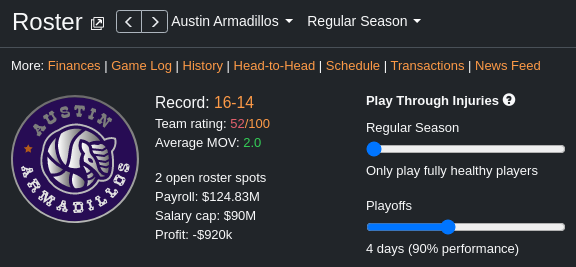 Roster Austin Armadillos Regular Season
More: Finances | Game Log | History | Head-to-Head | Schedule | Transactions | News Feed
AUSTIN
ARMADILLOS
Record: 16-14
Team rating: 52/100
Average MOV: 2.0
2 open roster spots
Payroll: $124.83M
Salary cap: $90M
Profit: -$920k
Play Through Injuries ?
Regular Season
Only play fully healthy players
Playoffs
4 days (90% performance)